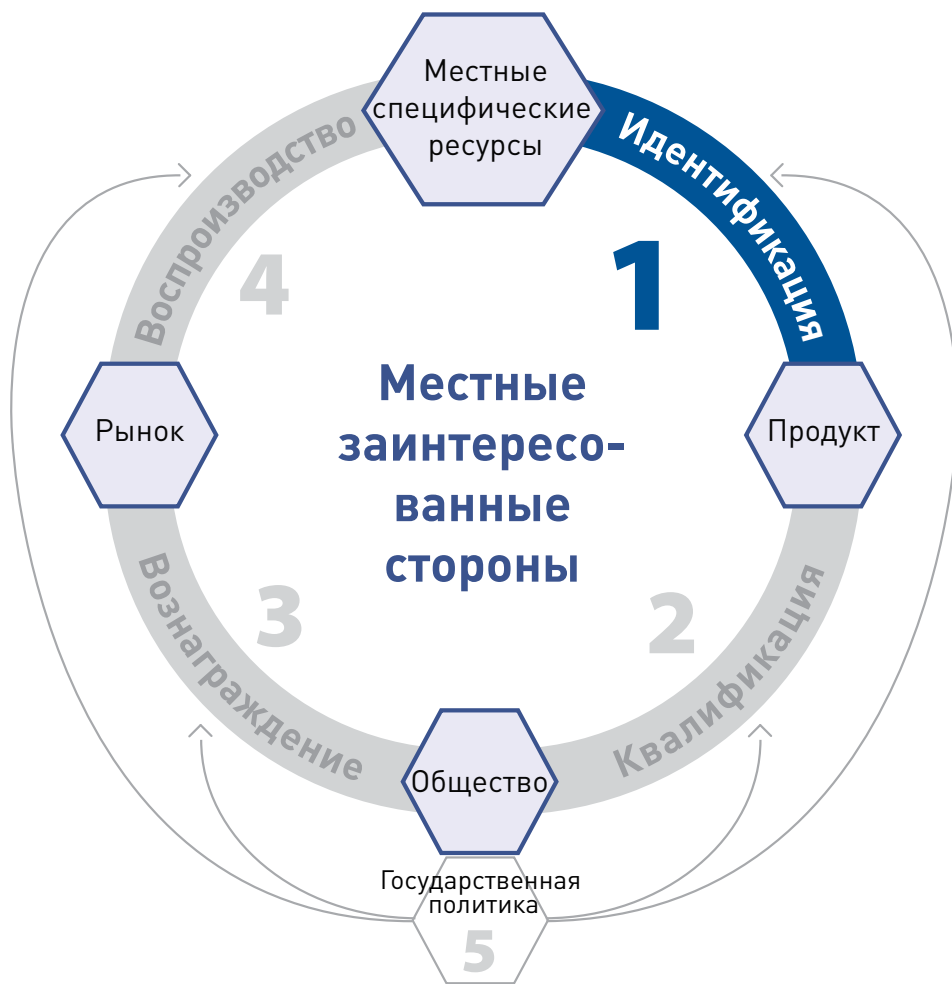 Местные
специфические
ресурсы
Идентификация
1
Воспроизводство
4
Рынок
Местные
заинтересо-
ванные
стороны
Продукт
3
Вознаграждение
2
Квалификация
Общество
Государственная
политика
5